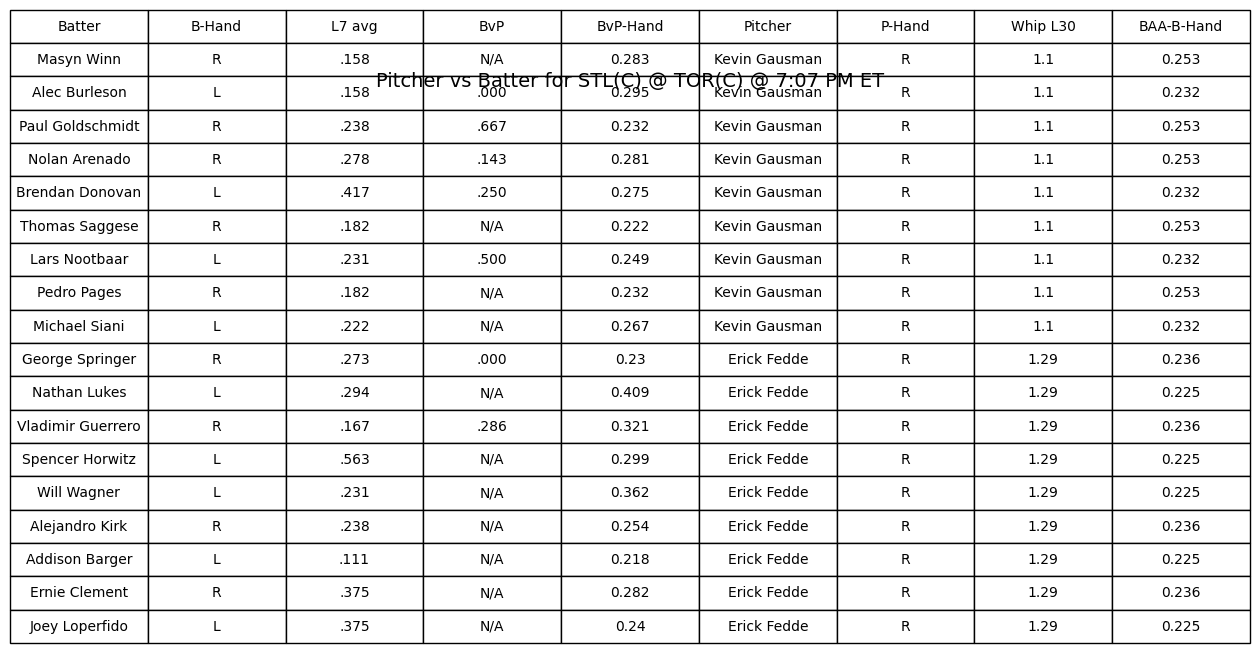 Batter B-Hand L7 avg BvP BvP-Hand Pitcher P-Hand Whip L30 BAA-B-Hand
Masyn Winn R .158 N/A 0.283 Kevin Gausman R 1.1 0.253
Pitcher vs Batter for STL(C) @ TOR(C) @ 7:07 PM ET
Alec Burleson L .158 .000 0.295 Kevin Gausman R 1.1 0.232
Paul Goldschmidt R .238 .667 0.232 Kevin Gausman R 1.1 0.253
Nolan Arenado R .278 .143 0.281 Kevin Gausman R 1.1 0.253
Brendan Donovan L .417 .250 0.275 Kevin Gausman R 1.1 0.232
Thomas Saggese R .182 N/A 0.222 Kevin Gausman R 1.1 0.253
Lars Nootbaar L .231 .500 0.249 Kevin Gausman R 1.1 0.232
Pedro Pages R .182 N/A 0.232 Kevin Gausman R 1.1 0.253
Michael Siani L .222 N/A 0.267 Kevin Gausman R 1.1 0.232
George Springer R .273 .000 0.23 Erick Fedde R 1.29 0.236
Nathan Lukes L .294 N/A 0.409 Erick Fedde R 1.29 0.225
Vladimir Guerrero R .167 .286 0.321 Erick Fedde R 1.29 0.236
Spencer Horwitz L .563 N/A 0.299 Erick Fedde R 1.29 0.225
Will Wagner L .231 N/A 0.362 Erick Fedde R 1.29 0.225
Alejandro Kirk R .238 N/A 0.254 Erick Fedde R 1.29 0.236
Addison Barger L .111 N/A 0.218 Erick Fedde R 1.29 0.225
Ernie Clement R .375 N/A 0.282 Erick Fedde R 1.29 0.236
Joey Loperfido L .375 N/A 0.24 Erick Fedde R 1.29 0.225